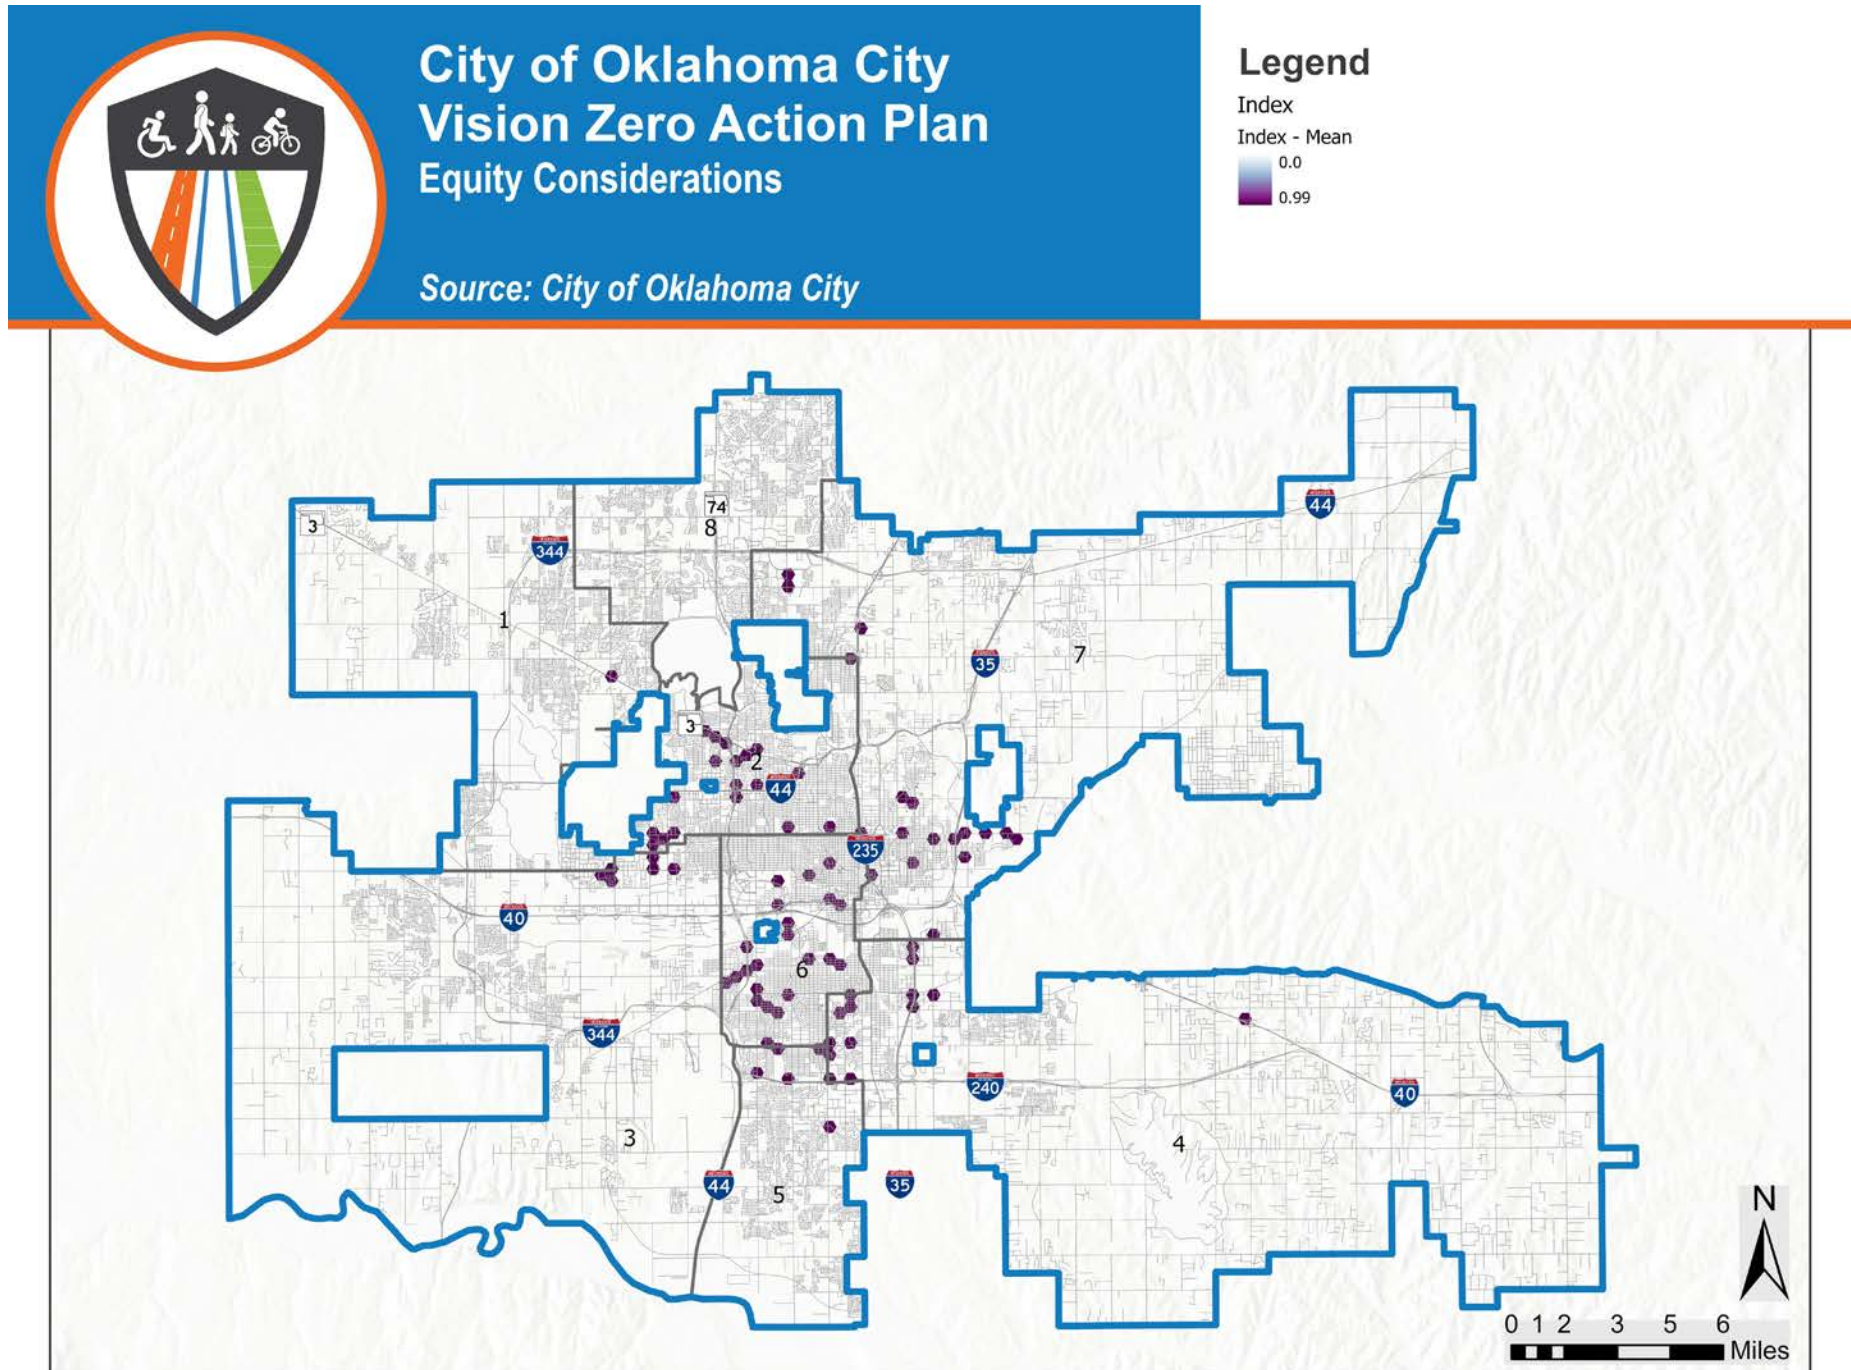 City of Oklahoma City
Vision Zero Action Plan
Equity Considerations
Source: City of Oklahoma City
Legend
Index
Index - Mean
0.0
0.99
44
74
3
8
344
1
7
35
3
2
44
235
40
6
344
240
40
3
4
44
35
5
N
0 1 2 3 5 6
Miles